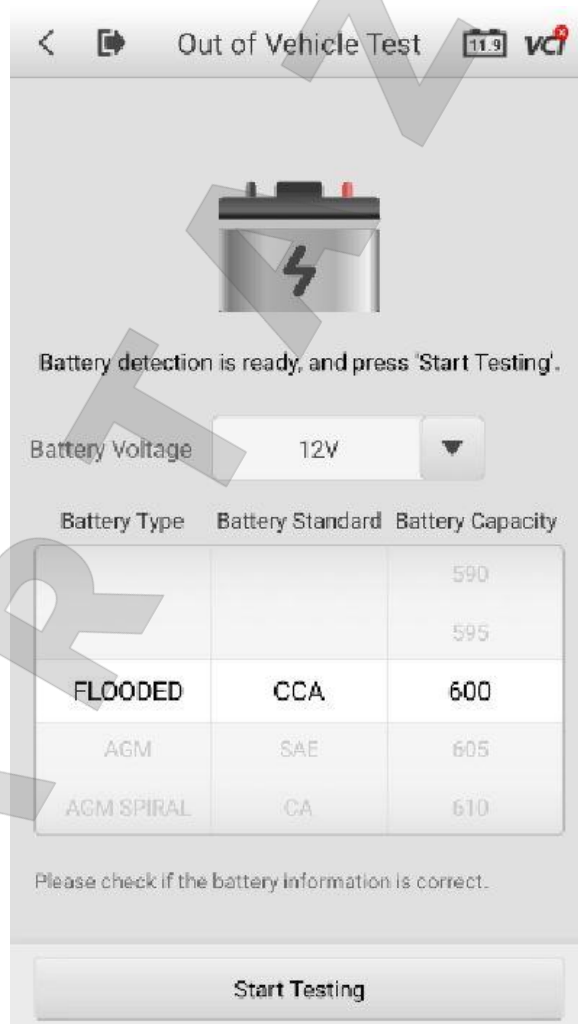 Out of Vehicle Test 11.9 VCI
Battery detection is ready, and press 'Start Testing'.
Battery Voltage 12V
Battery Type Battery Standard Battery Capacity
590
595
FLOODED CCA 600
AGM SAE 605
AGM SPIRAL CA 610
Please check if the battery information is correct.
Start Testing